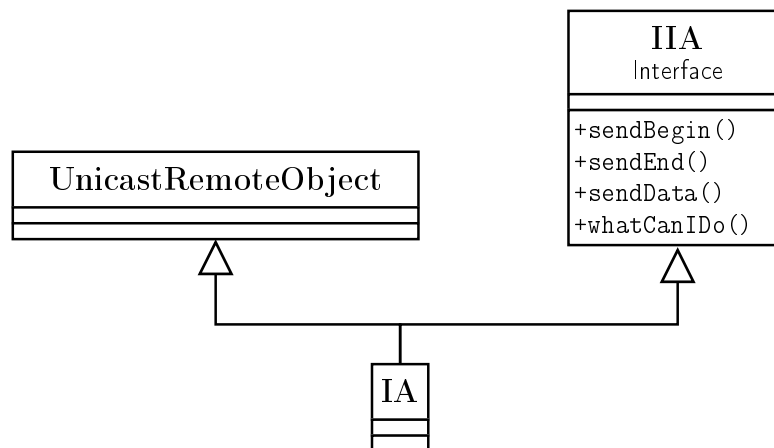 IIA
Interface
+sendBegin()
+sendEnd()
+sendData()
+whatCanIDo()
UnicastRemoteObject
IA